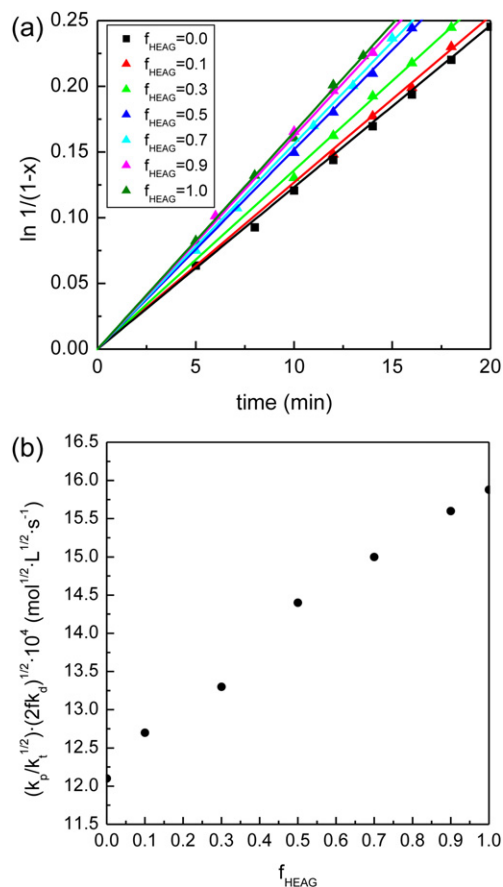 (a)
f_HEAG=0.0
f_HEAG=0.1
f_HEAG=0.3
f_HEAG=0.5
f_HEAG=0.7
f_HEAG=0.9
f_HEAG=1.0
ln 1/(1-x)
0.25
0.20
0.15
0.10
0.05
0.00
0 5 10 15 20
time (min)
(b)
(k_p/k_t^1/2)·(2fk_d)^1/2·10^4 (mol^1/2·L^1/2·s^-1)
16.5
16.0
15.5
15.0
14.5
14.0
13.5
13.0
12.5
12.0
11.5
0.0 0.1 0.2 0.3 0.4 0.5 0.6 0.7 0.8 0.9 1.0
f_HEAG